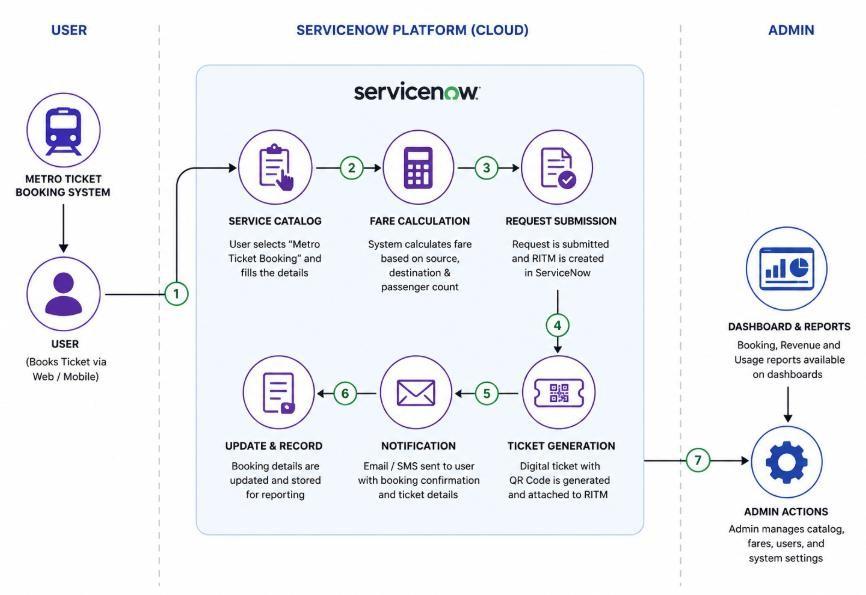 USER
SERVICENOW PLATFORM (CLOUD)
ADMIN
servicenow
METRO TICKET
BOOKING SYSTEM
USER
(Books Ticket via
Web / Mobile)
1
SERVICE CATALOG
User selects “Metro
Ticket Booking” and
fills the details
2
FARE CALCULATION
System calculates fare
based on source,
destination &
passenger count
3
REQUEST SUBMISSION
Request is submitted
and RITM is created
in ServiceNow
4
TICKET GENERATION
Digital ticket with
QR Code is generated
and attached to RITM
5
NOTIFICATION
Email / SMS sent to user
with booking confirmation
and ticket details
6
UPDATE & RECORD
Booking details are
updated and stored
for reporting
7
DASHBOARD & REPORTS
Booking, Revenue and
Usage reports available
on dashboards
ADMIN ACTIONS
Admin manages catalog,
fares, users, and
system settings